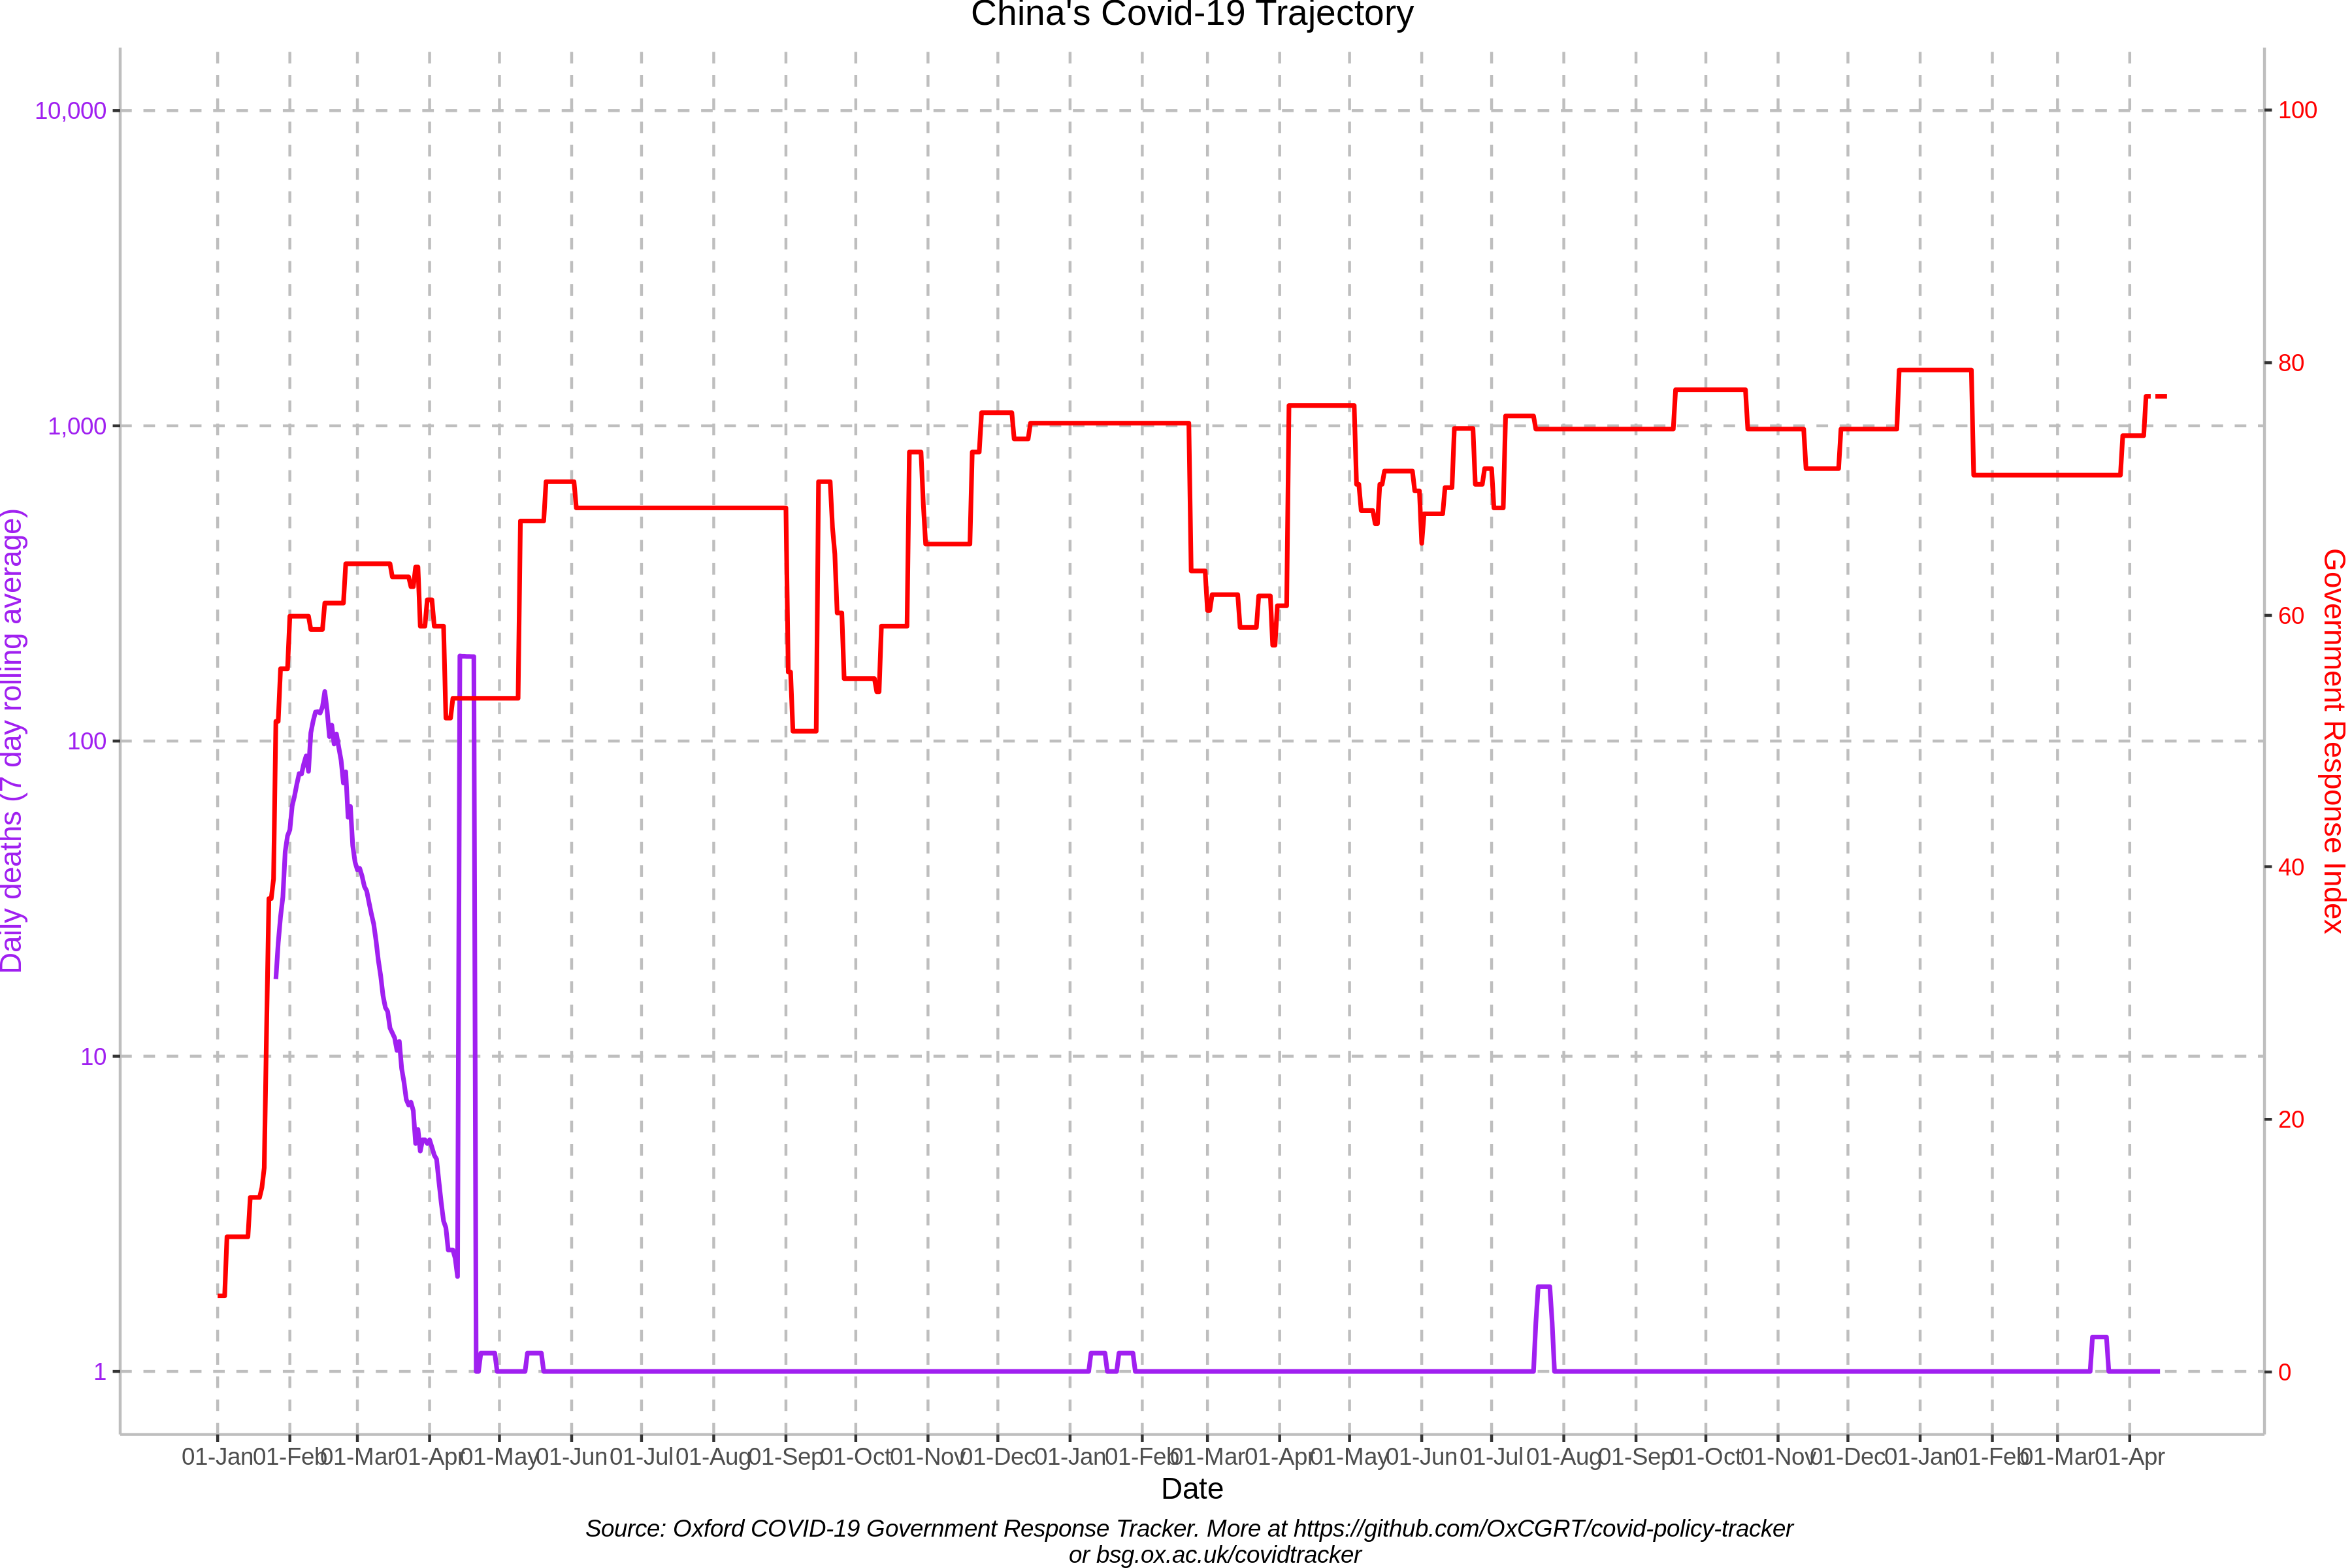 China's Covid-19 Trajectory
10,000
1,000
100
10
1
Daily deaths (7 day rolling average)
100
80
60
40
20
0
Government Response Index
01-Jan 01-Feb 01-Mar 01-Apr 01-May 01-Jun 01-Jul 01-Aug 01-Sep 01-Oct 01-Nov 01-Dec 01-Jan 01-Feb 01-Mar 01-Apr 01-May 01-Jun 01-Jul 01-Aug 01-Sep 01-Oct 01-Nov 01-Dec 01-Jan 01-Feb 01-Mar 01-Apr
Date
Source: Oxford COVID-19 Government Response Tracker. More at https://github.com/OxCGRT/covid-policy-tracker
or bsg.ox.ac.uk/covidtracker